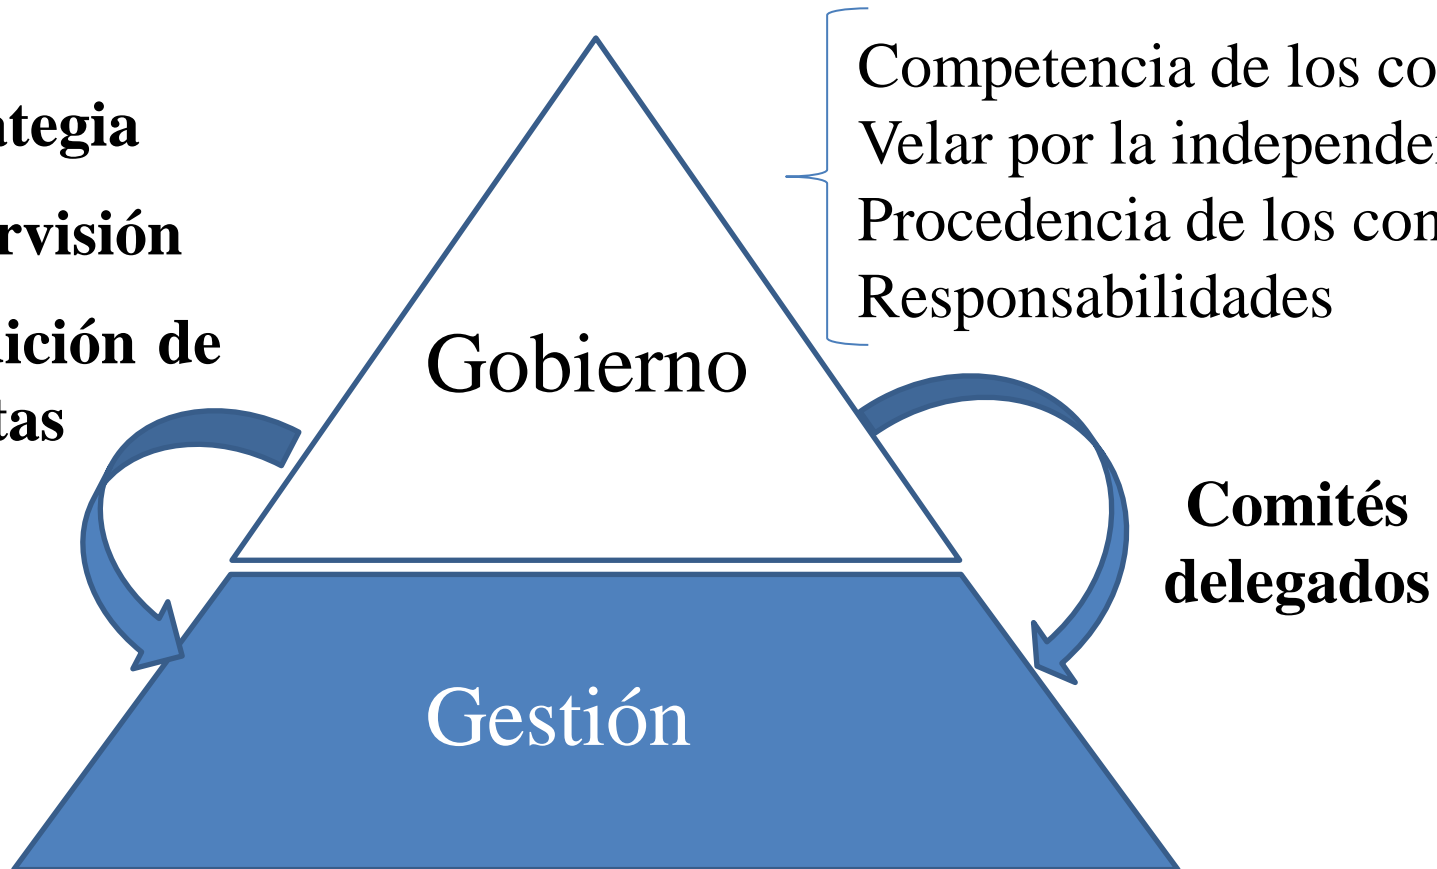 ategia
rvisión
ición de
tas
Gobierno
Competencia de los co
Velar por la independe
Procedencia de los con
Responsabilidades
Comités
delegados
Gestión